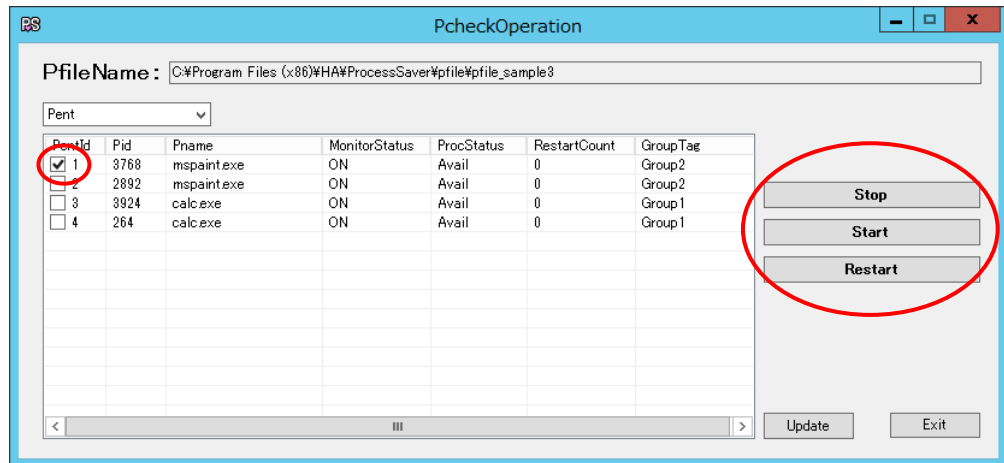 PS PcheckOperation
PfileName: C:¥Program Files (x86)¥HA¥ProcessSaver¥pfile¥pfile_sample3
Pent
PentId Pid Pname MonitorStatus ProcStatus RestartCount GroupTag
1 3768 mspaint.exe ON Avail 0 Group2
2 2892 mspaint.exe ON Avail 0 Group2
3 3924 calc.exe ON Avail 0 Group1
4 264 calc.exe ON Avail 0 Group1
Stop
Start
Restart
Update Exit